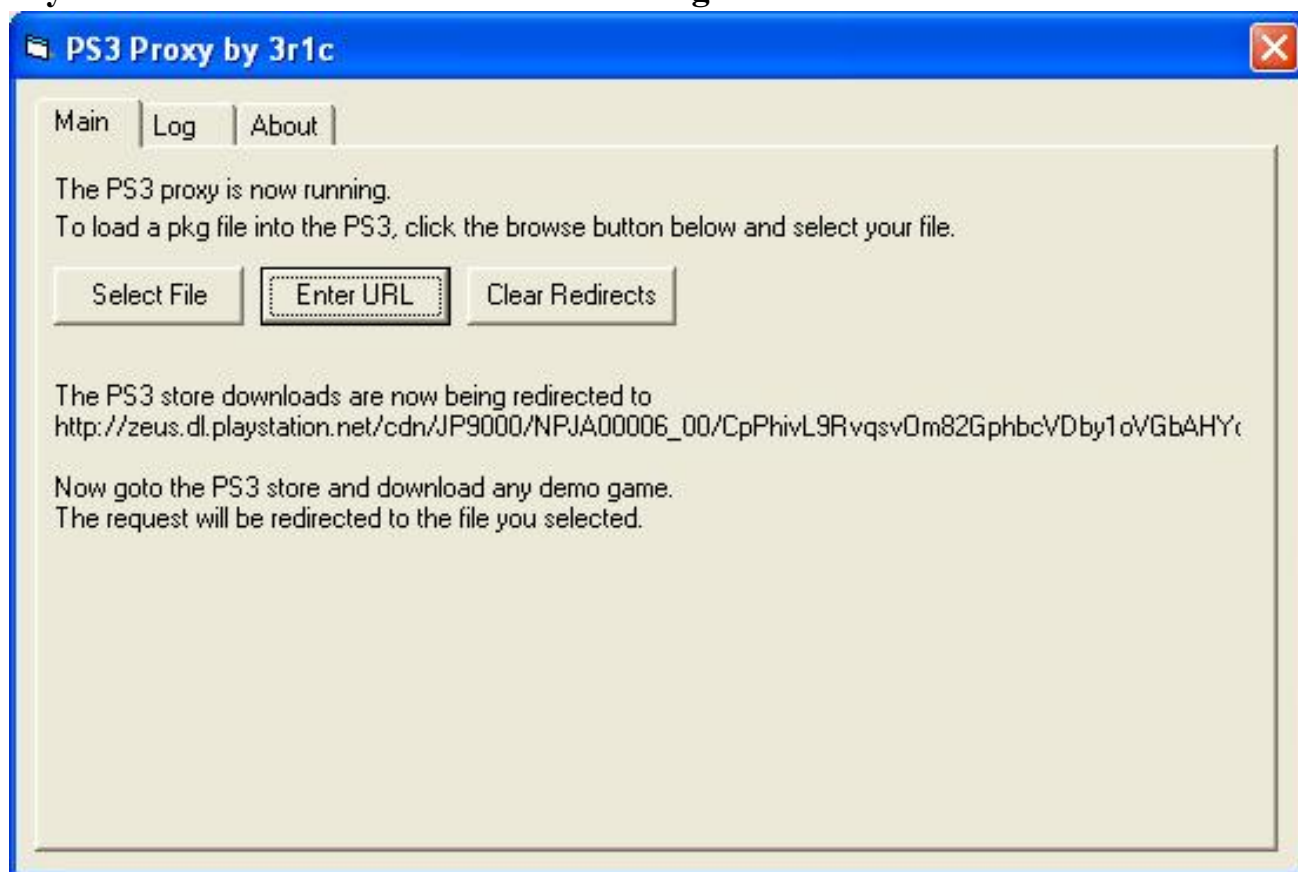 PS3 Proxy by 3r1c
Main Log About
The PS3 proxy is now running.
To load a pkg file into the PS3, click the browse button below and select your file.
Select File Enter URL Clear Redirects
The PS3 store downloads are now being redirected to
http://zeus.dl.playstation.net/cdn/JP9000/NPJA00006_00/CpPhivL9RvqsvOm82GphbcVDby1oVGbAHY
Now goto the PS3 store and download any demo game.
The request will be redirected to the file you selected.